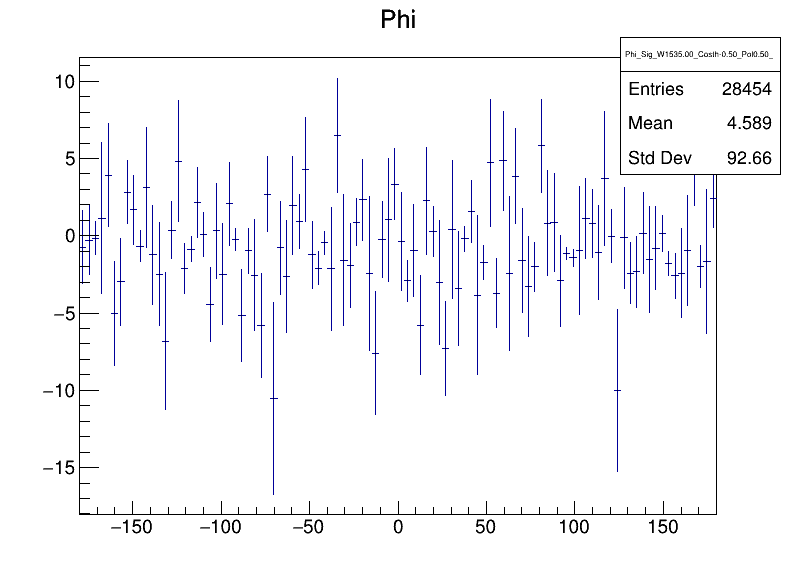 Phi
Phi_Sig_W1535.00_Costh-0.50_Pol0.50_
Entries 28454
Mean 4.589
Std Dev 92.66
10
5
0
−5
−10
−15
−150 −100 −50 0 50 100 150